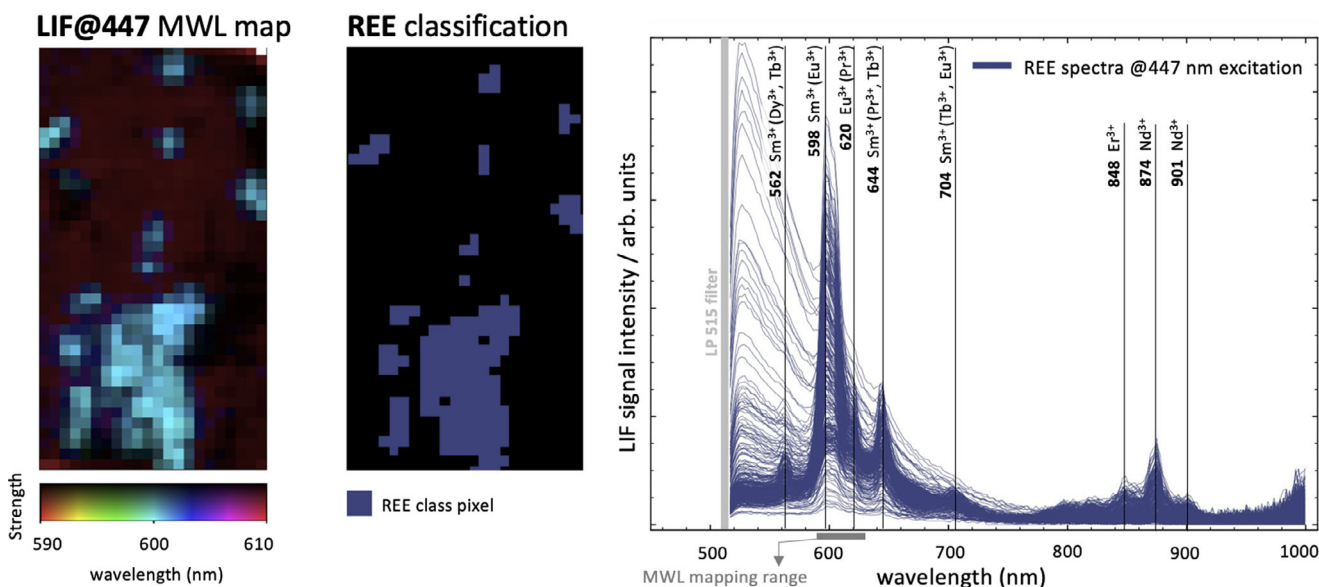 LIF@447 MWL map
Strength
590 600 610
wavelength (nm)
REE classification
REE class pixel
LIF signal intensity / arb. units
LP 515 filter
REE spectra @447 nm excitation
562 Sm³⁺ (Dy³⁺, Tb³⁺)
598 Sm³⁺ (Eu³⁺)
620 Eu³⁺ (Pr³⁺)
644 Sm³⁺ (Pr³⁺, Tb³⁺)
704 Sm³⁺ (Tb³⁺, Eu³⁺)
848 Er³⁺
874 Nd³⁺
901 Nd³⁺
500 600 700 800 900 1000
MWL mapping range
wavelength (nm)